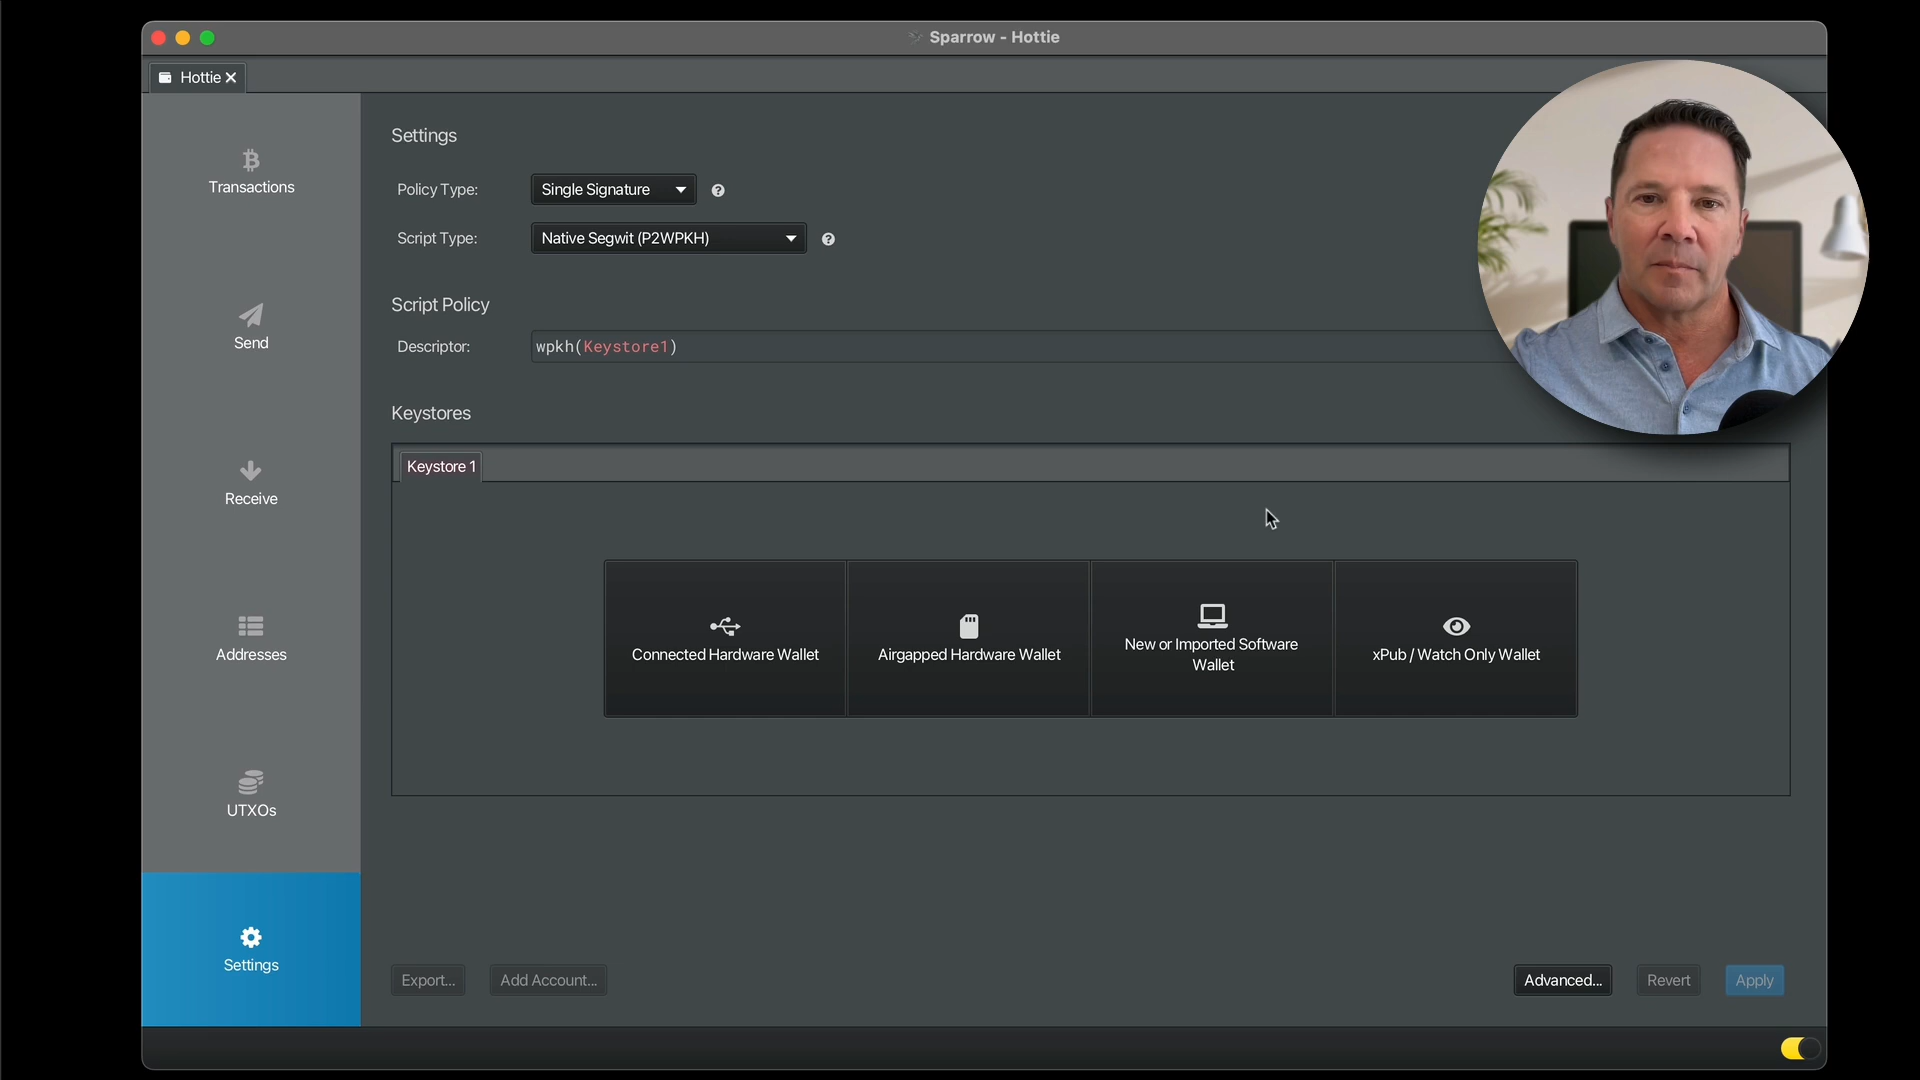 Sparrow - Hottie
Hottie
Transactions
Send
Receive
Addresses
UTXOs
Settings
Settings
Policy Type:
Single Signature
Script Type:
Native Segwit (P2WPKH)
Script Policy
Descriptor:
wpkh(Keystore1)
Keystores
Keystore 1
Connected Hardware Wallet
Airgapped Hardware Wallet
New or Imported Software
Wallet
xPub / Watch Only Wallet
Export...
Add Account...
Advanced...
Revert
Apply